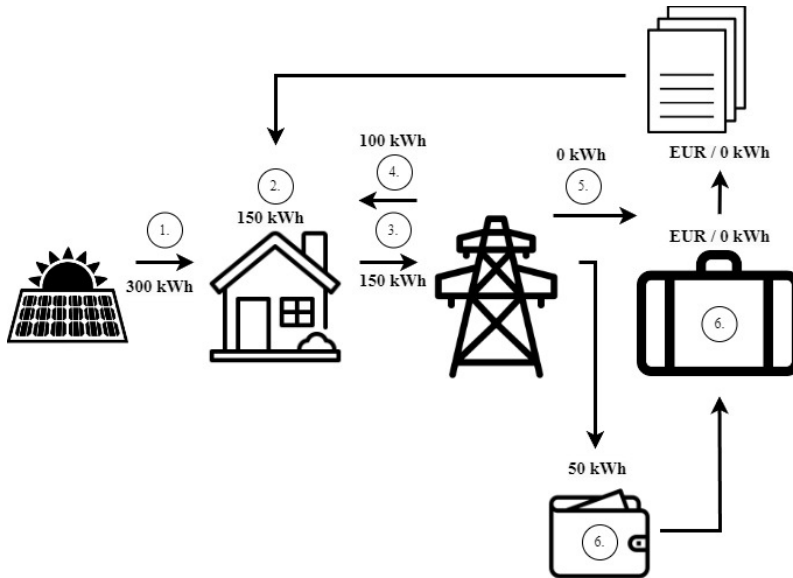 EUR / 0 kWh
100 kWh
4.
0 kWh
5.
2.
150 kWh
1.
300 kWh
3.
150 kWh
EUR / 0 kWh
6.
50 kWh
6.